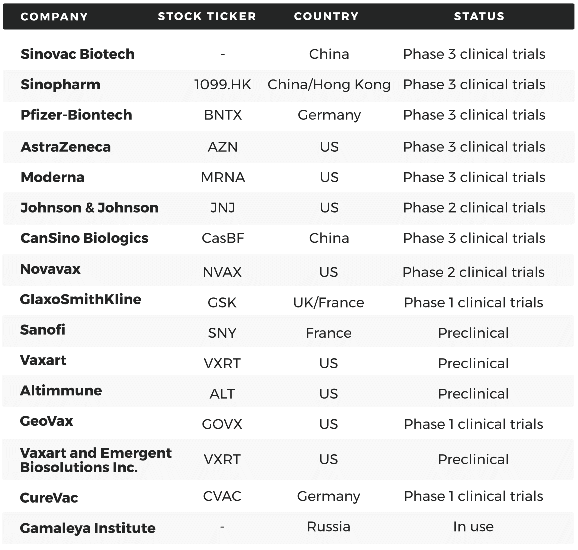 COMPANY STOCK TICKER COUNTRY STATUS
Sinovac Biotech - China Phase 3 clinical trials
Sinopharm 1099.HK China/Hong Kong Phase 3 clinical trials
Pfizer-Biontech BNTX Germany Phase 3 clinical trials
AstraZeneca AZN US Phase 3 clinical trials
Moderna MRNA US Phase 3 clinical trials
Johnson & Johnson JNJ US Phase 2 clinical trials
CanSino Biologics CasBF China Phase 3 clinical trials
Novavax NVAX US Phase 2 clinical trials
GlaxoSmithKline GSK UK/France Phase 1 clinical trials
Sanofi SNY France Preclinical
Vaxart VXRT US Preclinical
Altimmune ALT US Preclinical
GeoVax GOVX US Phase 1 clinical trials
Vaxart and Emergent
Biosolutions Inc. VXRT US Preclinical
CureVac CVAC Germany Phase 1 clinical trials
Gamaleya Institute - Russia In use